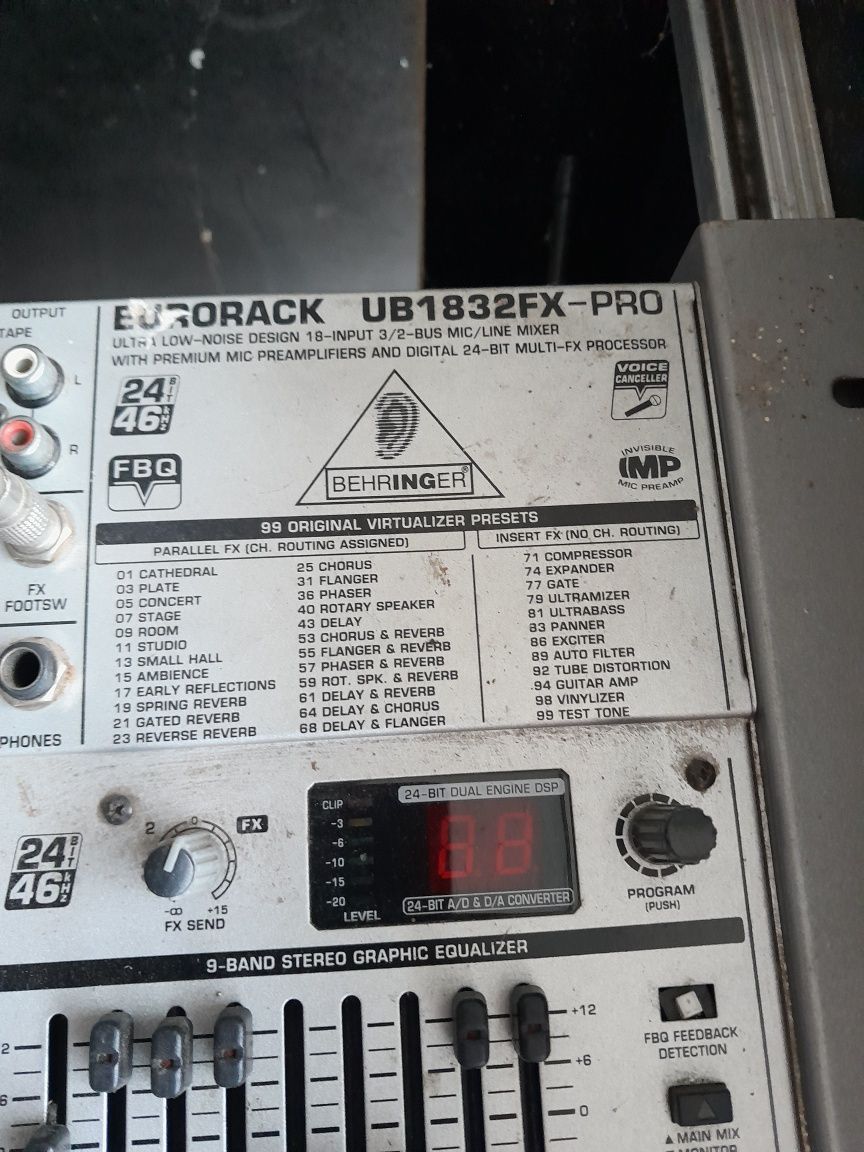 OUTPUT
TAPE
L
R
FX
FOOTSW
PHONES
EURORACK UB1832FX-PRO
ULTRA LOW-NOISE DESIGN 18-INPUT 3/2-BUS MIC/LINE MIXER
WITH PREMIUM MIC PREAMPLIFIERS AND DIGITAL 24-BIT MULTI-FX PROCESSOR
24 BIT
46 kHz
FBQ
BEHRINGER®
VOICE
CANCELLER
INVISIBLE
IMP
MIC PREAMP
99 ORIGINAL VIRTUALIZER PRESETS
PARALLEL FX (CH. ROUTING ASSIGNED)
01 CATHEDRAL
03 PLATE
05 CONCERT
07 STAGE
09 ROOM
11 STUDIO
13 SMALL HALL
15 AMBIENCE
17 EARLY REFLECTIONS
19 SPRING REVERB
21 GATED REVERB
23 REVERSE REVERB
25 CHORUS
31 FLANGER
36 PHASER
40 ROTARY SPEAKER
43 DELAY
53 CHORUS & REVERB
55 FLANGER & REVERB
57 PHASER & REVERB
59 ROT. SPK. & REVERB
61 DELAY & REVERB
64 DELAY & CHORUS
68 DELAY & FLANGER
INSERT FX (NO CH. ROUTING)
71 COMPRESSOR
74 EXPANDER
77 GATE
79 ULTRAMIZER
81 ULTRABASS
83 PANNER
86 EXCITER
89 AUTO FILTER
92 TUBE DISTORTION
94 GUITAR AMP
98 VINYLIZER
99 TEST TONE
24 BIT
46 kHz
2
0
FX
-∞
+15
FX SEND
CLIP
-3
-6
-10
-15
-20
LEVEL
24-BIT DUAL ENGINE DSP
24-BIT A/D & D/A CONVERTER
PROGRAM
(PUSH)
9-BAND STEREO GRAPHIC EQUALIZER
2
6
+12
+6
0
FBQ FEEDBACK
DETECTION
▲ MAIN MIX
MONITOR